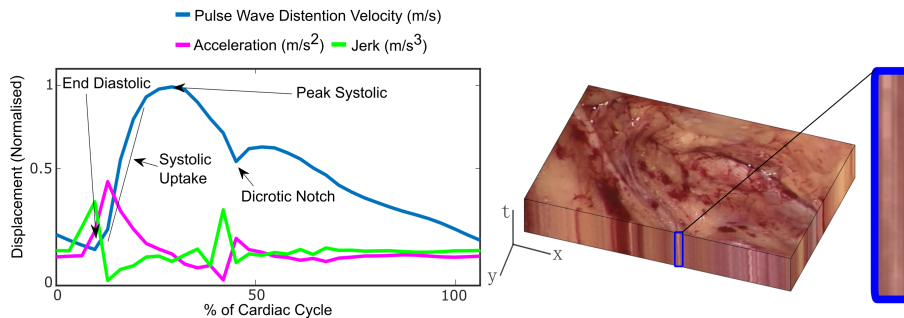 Pulse Wave Distention Velocity (m/s)
Acceleration (m/s²) Jerk (m/s³)
Displacement (Normalised)
1
0.5
0
End Diastolic
Peak Systolic
Systolic
Uptake
Dicrotic Notch
0 50 100
% of Cardiac Cycle
t
x
y